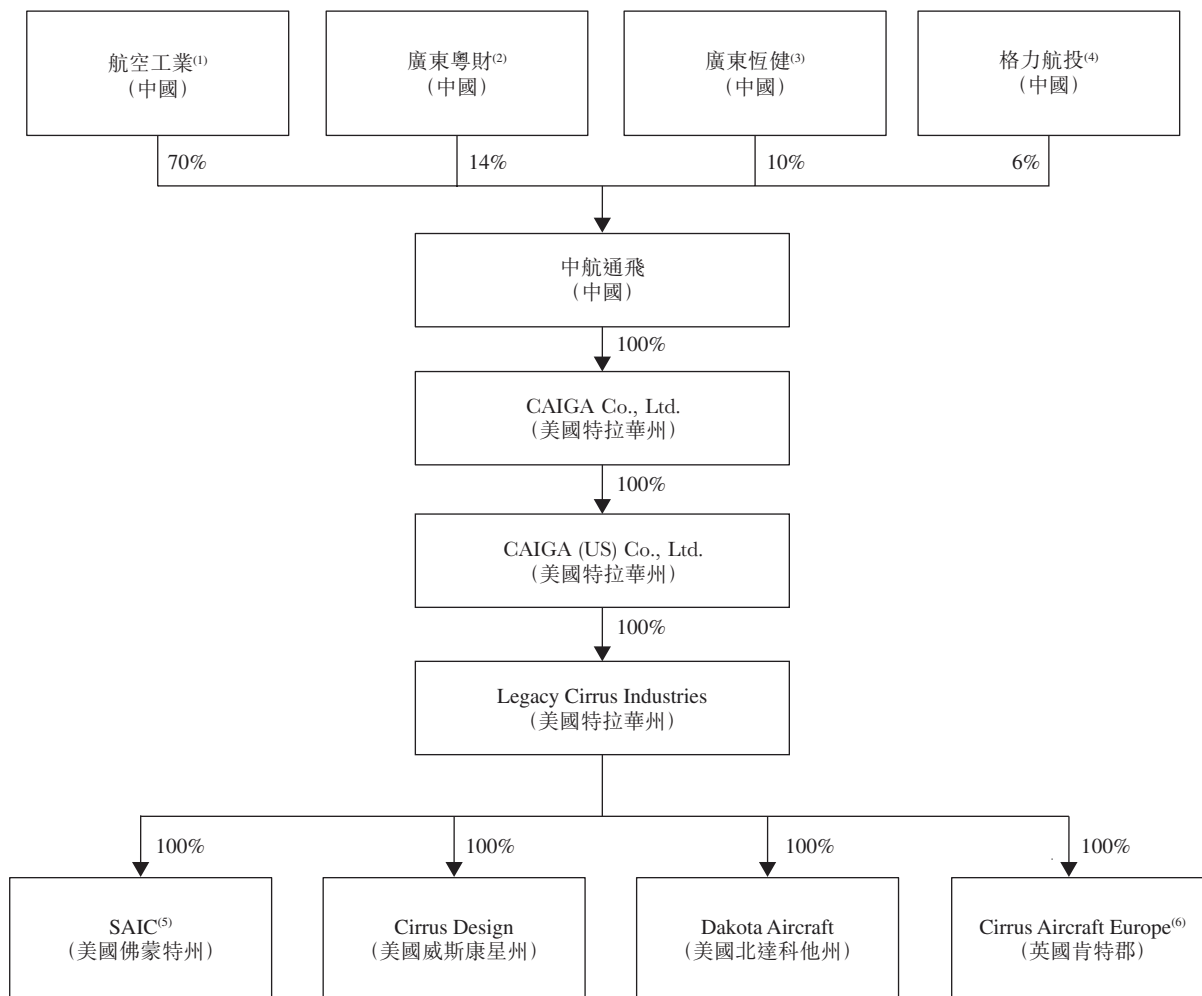 航空工業(1)
(中國)
廣東粵財(2)
(中國)
廣東恆健(3)
(中國)
格力航投(4)
(中國)
70%
14%
10%
6%
中航通飛
(中國)
100%
CAIGA Co., Ltd.
(美國特拉華州)
100%
CAIGA (US) Co., Ltd.
(美國特拉華州)
100%
Legacy Cirrus Industries
(美國特拉華州)
100%
100%
100%
100%
SAIC(5)
(美國佛蒙特州)
Cirrus Design
(美國威斯康星州)
Dakota Aircraft
(美國北達科他州)
Cirrus Aircraft Europe(6)
(英國肯特郡)